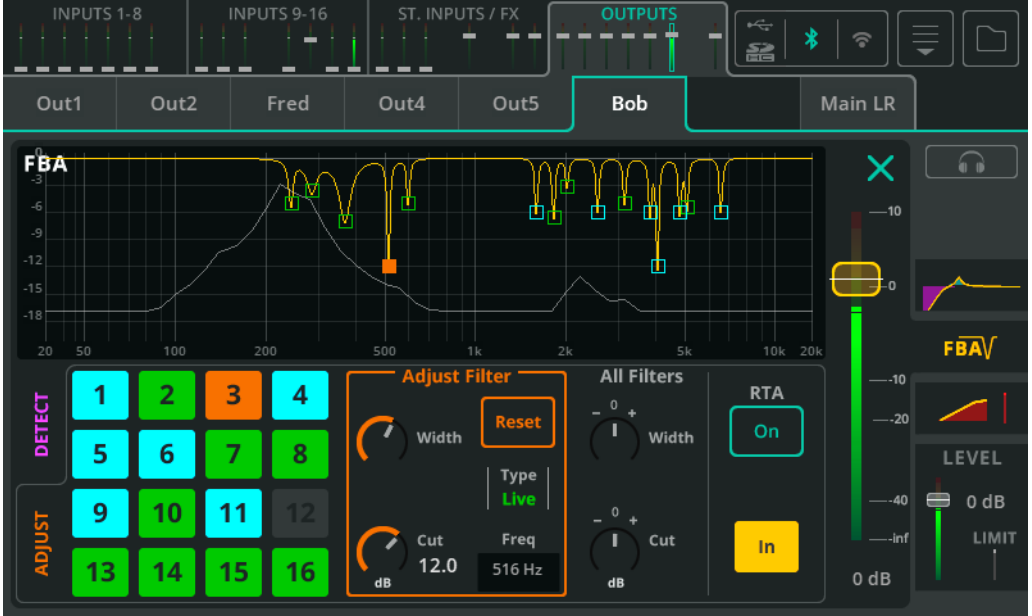 INPUTS 1-8 INPUTS 9-16 ST. INPUTS / FX OUTPUTS
SD HC
Out1 Out2 Fred Out4 Out5 Bob Main LR
FBA
0
-3
-6
-9
-12
-15
-18
20 50 100 200 500 1k 2k 5k 10k 20k
10
0
-10
-20
-40
-inf
0 dB
DETECT
ADJUST
1 2 3 4
5 6 7 8
9 10 11 12
13 14 15 16
Adjust Filter
Width
Reset
Type
Live
Cut
12.0
dB
Freq
516 Hz
All Filters
- 0 +
Width
- 0 +
Cut
dB
RTA
On
In
FBA
LEVEL
0 dB
LIMIT